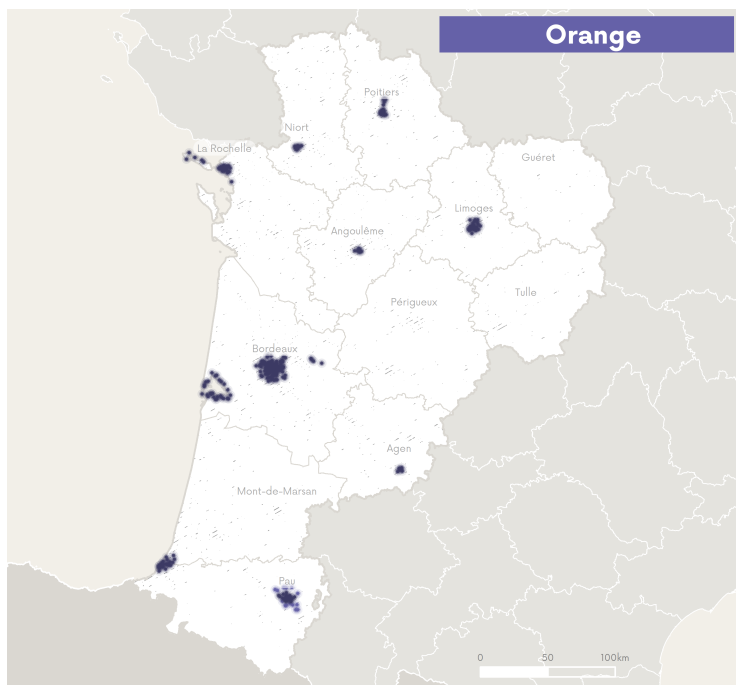 Orange
Poitiers
Niort
La Rochelle
Guéret
Limoges
Angoulême
Tulle
Périgueux
Bordeaux
Agen
Mont-de-Marsan
Pau
0 50 100km